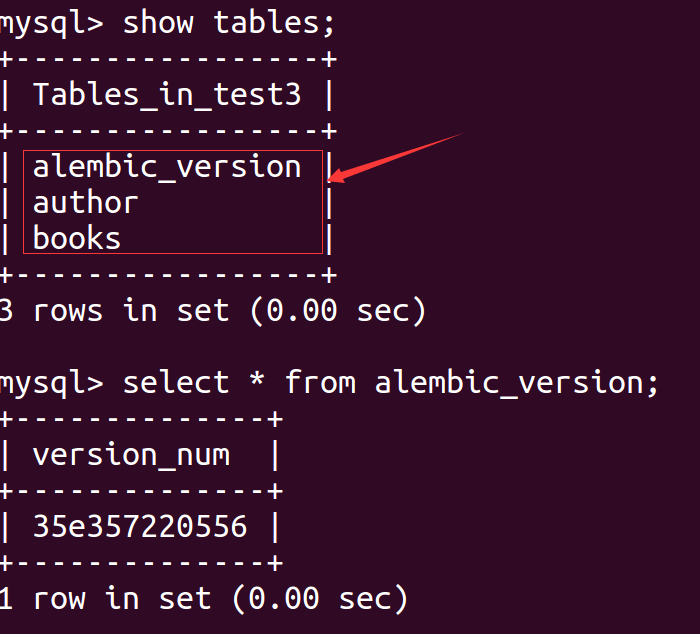 mysql> show tables;
+-----------------+
| Tables_in_test3 |
+-----------------+
| alembic_version |
| author          |
| books           |
+-----------------+
3 rows in set (0.00 sec)
mysql> select * from alembic_version;
+--------------+
| version_num  |
+--------------+
| 35e357220556 |
+--------------+
1 row in set (0.00 sec)